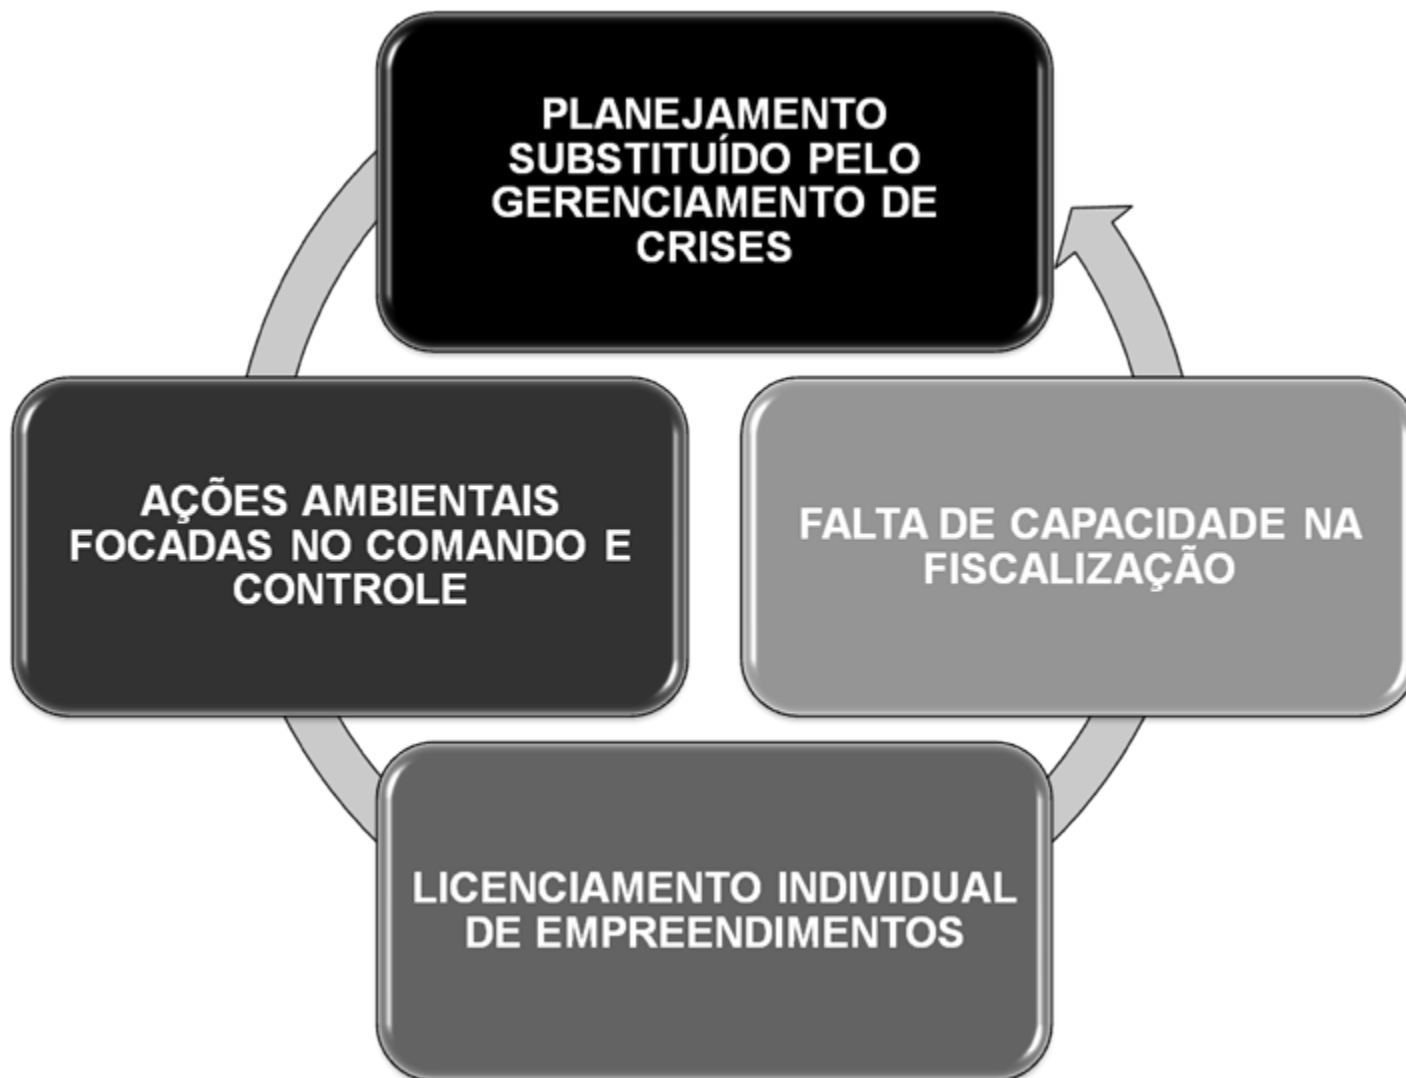 PLANEJAMENTO
SUBSTITUÍDO PELO
GERENCIAMENTO DE
CRISES
AÇÕES AMBIENTAIS
FOCADAS NO COMANDO E
CONTROLE
FALTA DE CAPACIDADE NA
FISCALIZAÇÃO
LICENCIAMENTO INDIVIDUAL
DE EMPREENDIMENTOS